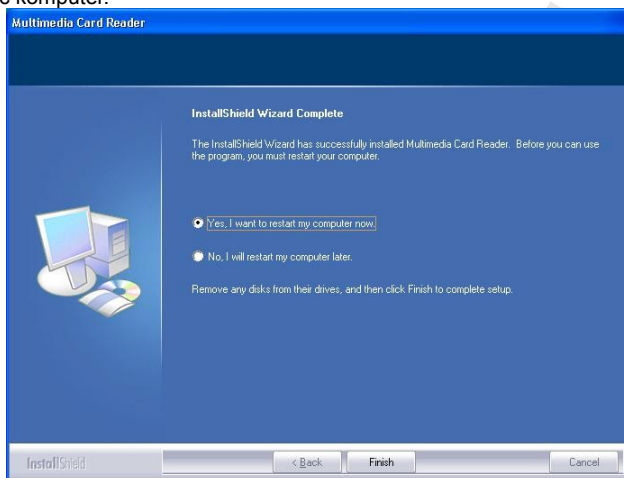 komputer.
Multimedia Card Reader
InstallShield Wizard Complete
The InstallShield Wizard has successfully installed Multimedia Card Reader. Before you can use
the program, you must restart your computer.
Yes, I want to restart my computer now.
No, I will restart my computer later.
Remove any disks from their drives, and then click Finish to complete setup.
InstallShield
< Back
Finish
Cancel